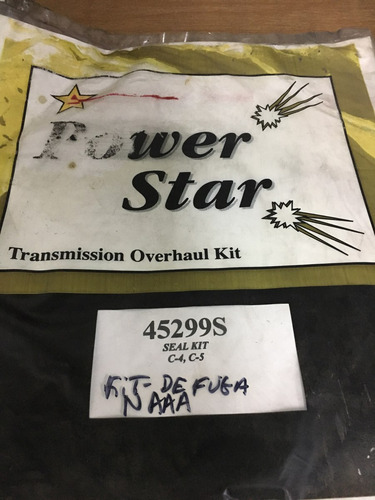 Power
Star
Transmission Overhaul Kit
45299S
SEAL KIT
C-4, C-5
KIT- DE FUGA
NAAA